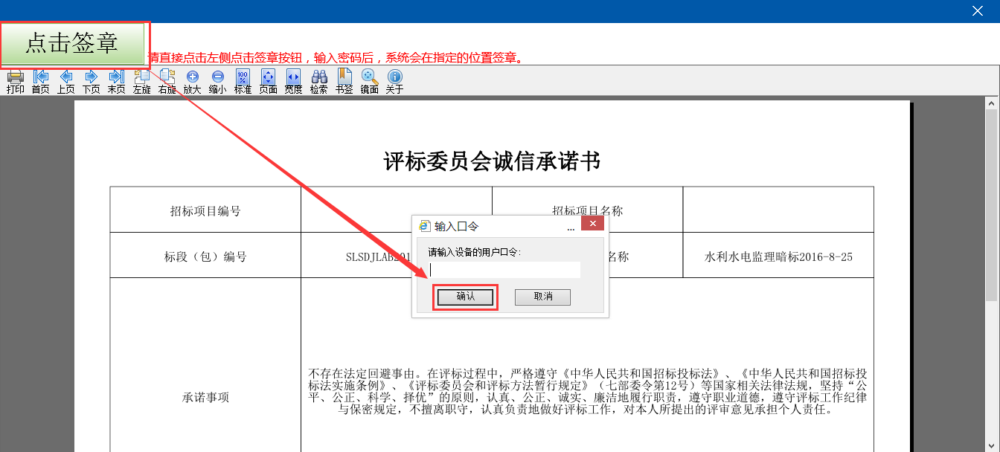 点击签章
请直接点击左侧点击签章按钮，输入密码后，系统会在指定的位置签章。
打印 首页 上页 下页 末页 左旋 右旋 放大 缩小 标准 页面 宽度 检索 书签 镜面 关于
评标委员会诚信承诺书
招标项目编号 招标项目名称
标段（包）编号 SLSDJLAB201 名称 水利水电监理暗标2016-8-25
输入口令 ...
请输入设备的用户口令:
确认 取消
承诺事项
不存在法定回避事由。在评标过程中，严格遵守《中华人民共和国招标投标法》、《中华人民共和国招标投
标法实施条例》、《评标委员会和评标方法暂行规定》（七部委令第12号）等国家相关法律法规，坚持“公
平、公正、科学、择优”的原则，认真、公正、诚实、廉洁地履行职责，遵守职业道德，遵守评标工作纪律
与保密规定，不擅离职守，认真负责地做好评标工作，对本人所提出的评审意见承担个人责任。